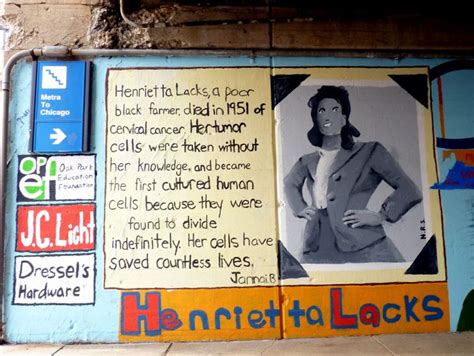 Metra
To
Chicago
OPEF
Oak Park
Education
Foundation
J.C. Licht
Dressel's
Hardware
Henrietta Lacks, a poor
black farmer, died in 1951 of
cervical cancer. Her tumor
cells were taken without
her knowledge, and became
the first cultured human
cells because they were
found to divide
indefinitely. Her cells have
saved countless lives.
Jannai.B
N.R.S.
Henrietta Lacks